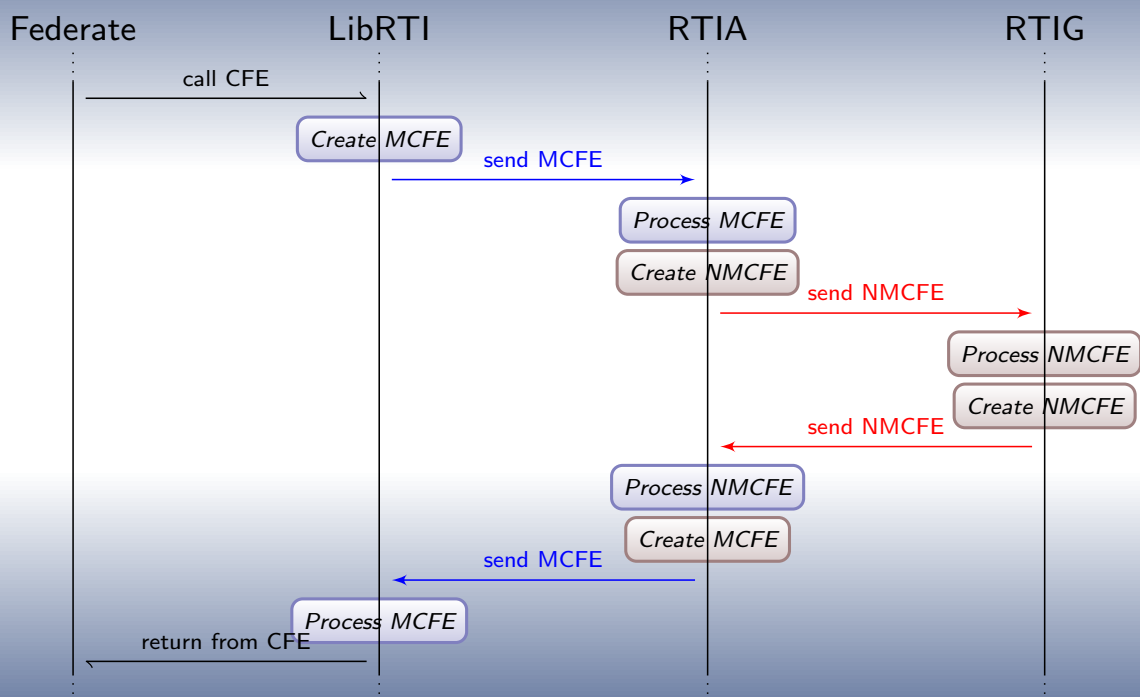 Federate
LibRTI
RTIA
RTIG
call CFE
Create MCFE
send MCFE
Process MCFE
Create NMCFE
send NMCFE
Process NMCFE
Create NMCFE
send NMCFE
Process NMCFE
Create MCFE
send MCFE
Process MCFE
return from CFE